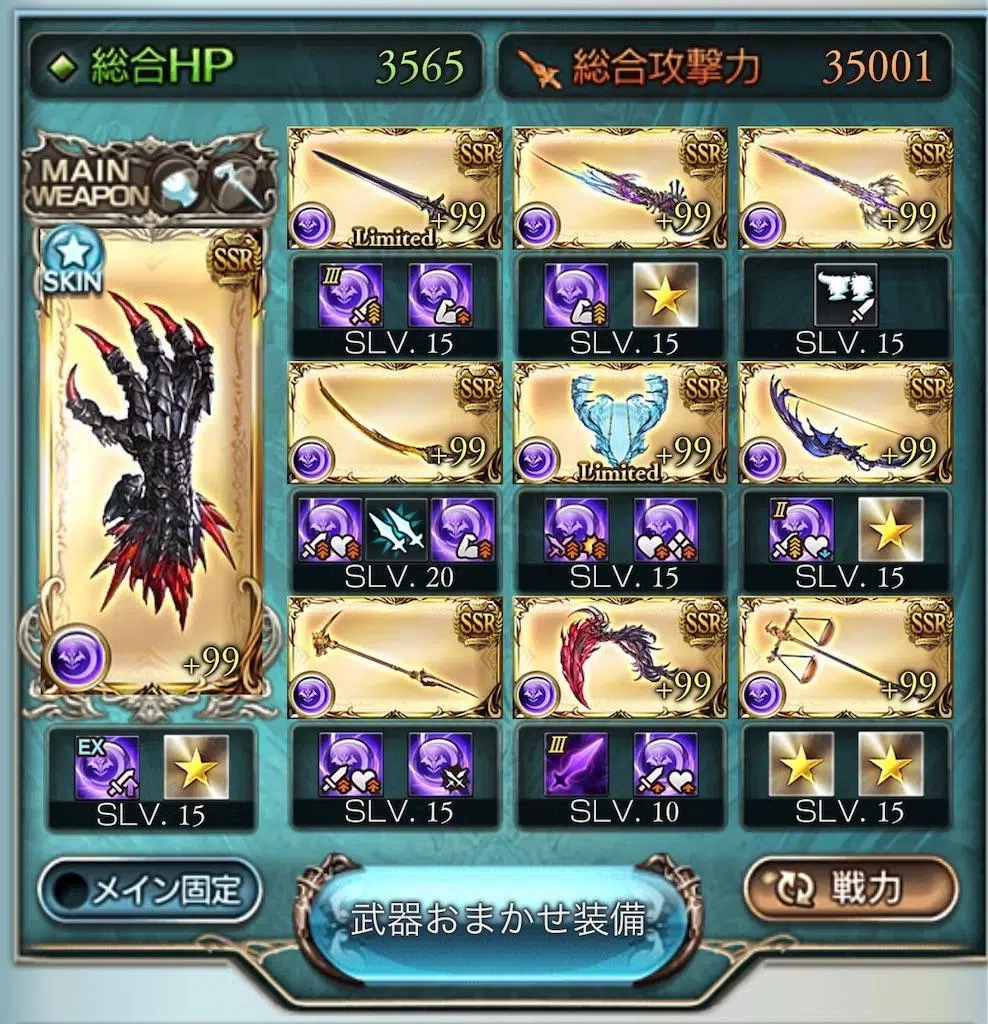 総合HP 3565 総合攻撃力 35001
MAIN
WEAPON
SKIN
SSR
+99
EX
SLV. 15
SSR SSR SSR
+99 +99 +99
Limited
III
SLV. 15 SLV. 15 SLV. 15
SSR SSR SSR
+99 +99 +99
Limited
II
SLV. 20 SLV. 15 SLV. 15
SSR SSR SSR
+99 +99
III
SLV. 15 SLV. 10 SLV. 15
メイン固定 武器おまかせ装備 戦力